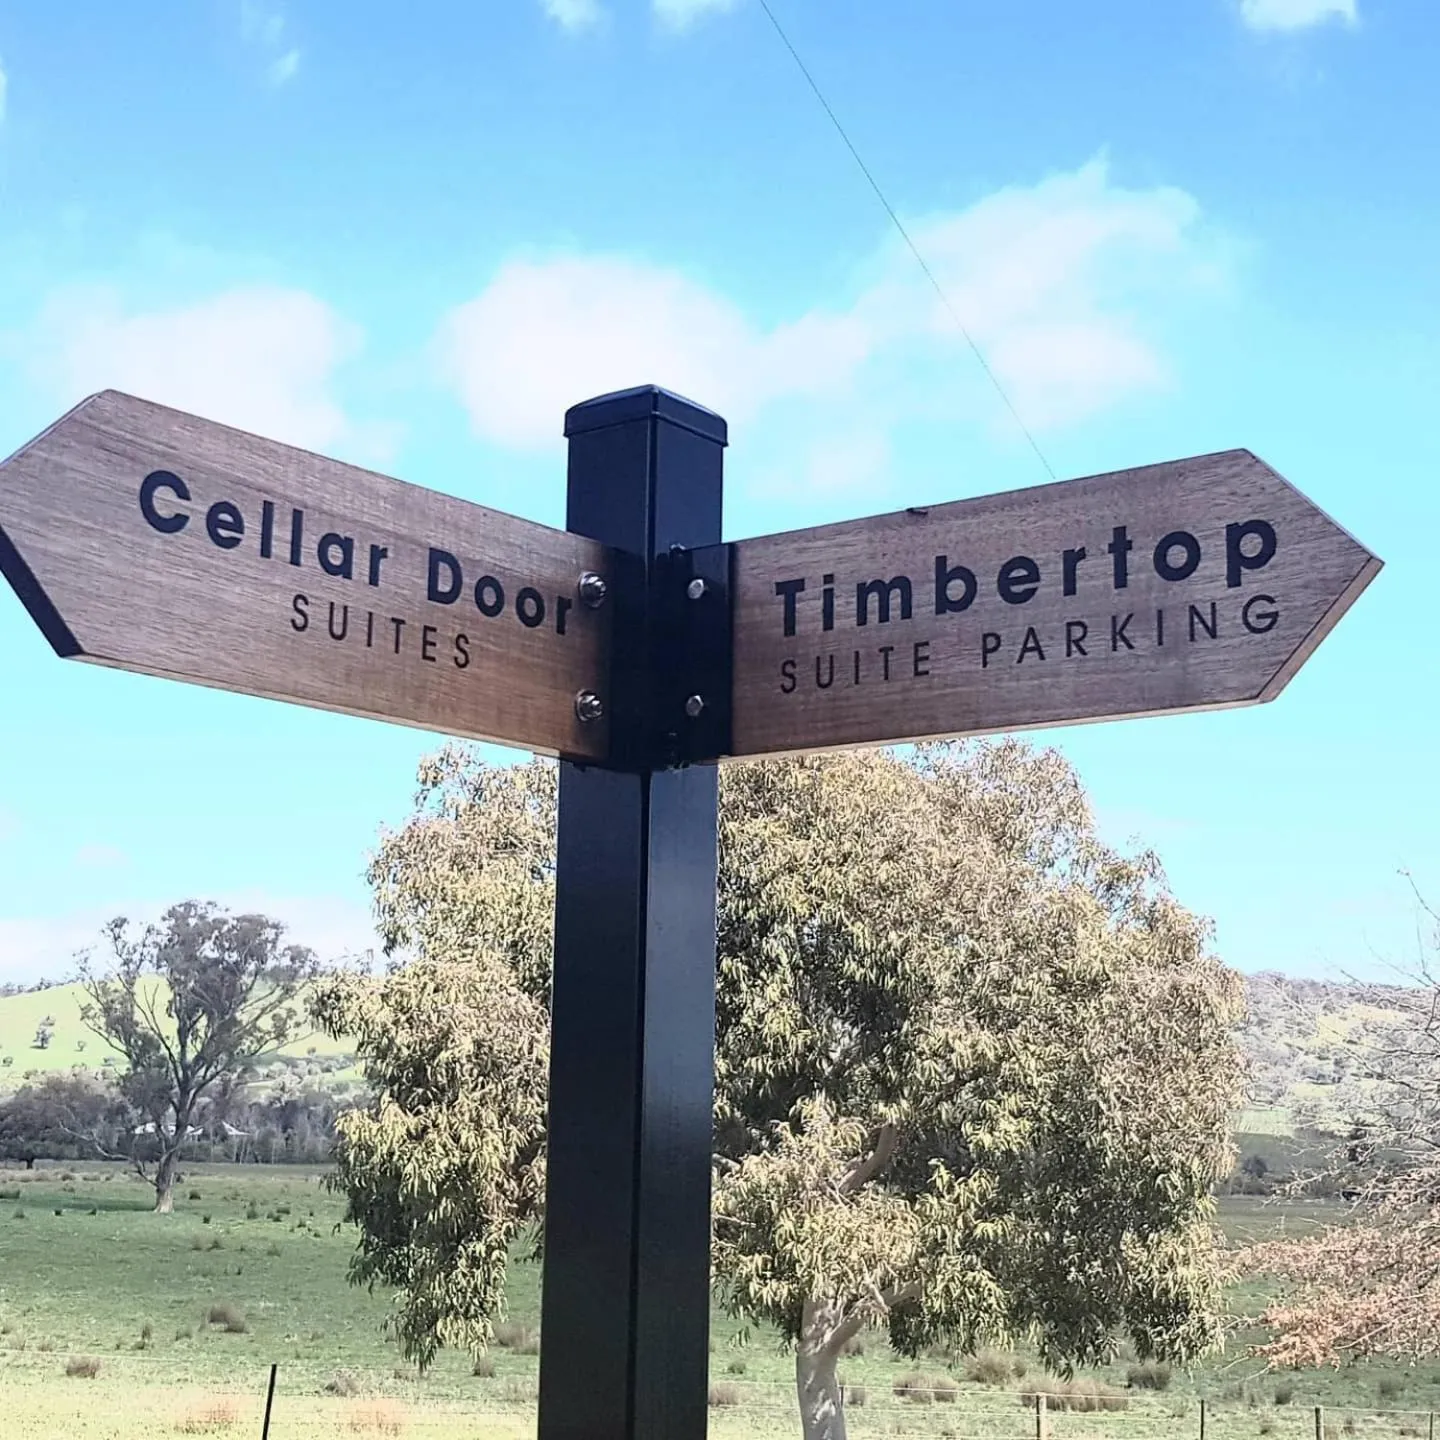 Cellar Door
SUITES
Timbertop
SUITE PARKING